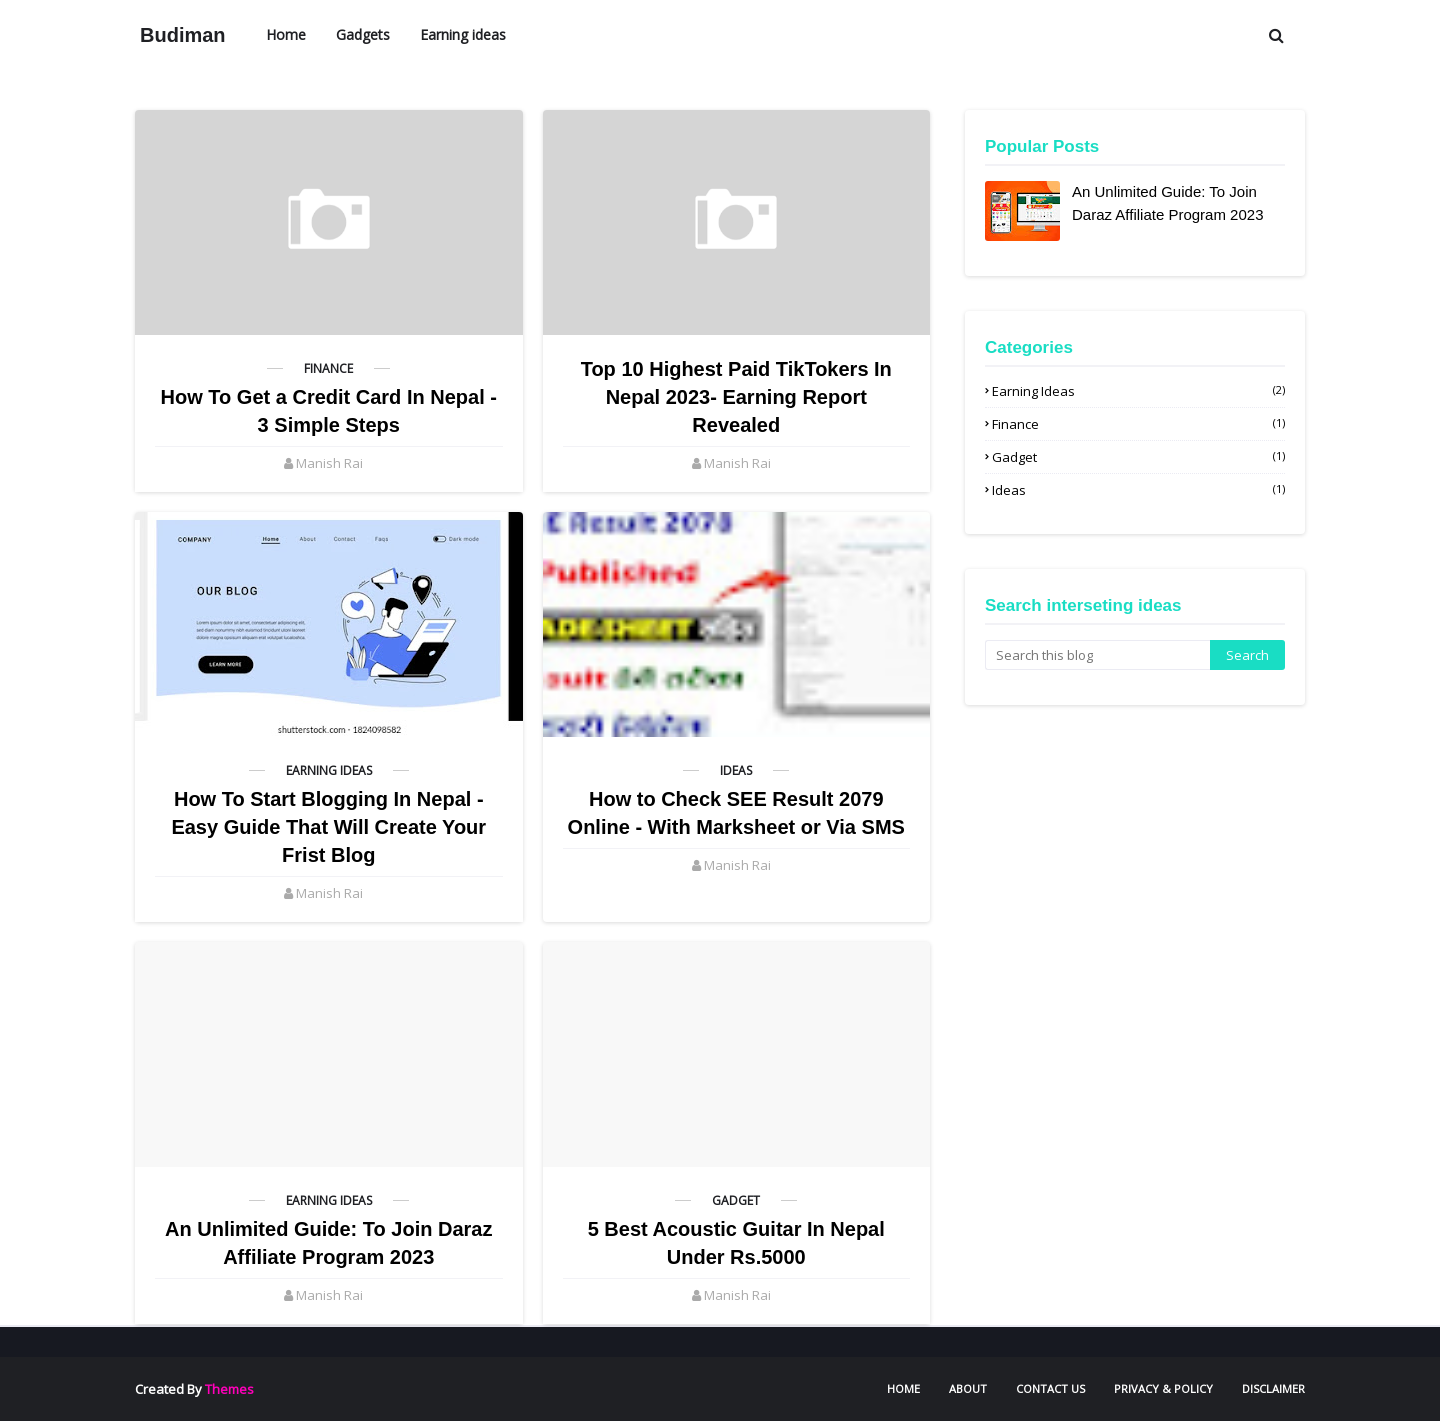 Budiman
Home
Gadgets
Earning ideas
FINANCE
How To Get a Credit Card In Nepal -
3 Simple Steps
Manish Rai
Top 10 Highest Paid TikTokers In
Nepal 2023- Earning Report
Revealed
Manish Rai
COMPANY
Home
About
Contact
Faqs
Dark mode
OUR BLOG
LEARN MORE
shutterstock.com - 1824098582
EARNING IDEAS
How To Start Blogging In Nepal -
Easy Guide That Will Create Your
Frist Blog
Manish Rai
Result 2078
Published
IDEAS
How to Check SEE Result 2079
Online - With Marksheet or Via SMS
Manish Rai
EARNING IDEAS
An Unlimited Guide: To Join Daraz
Affiliate Program 2023
Manish Rai
GADGET
5 Best Acoustic Guitar In Nepal
Under Rs.5000
Manish Rai
Popular Posts
An Unlimited Guide: To Join
Daraz Affiliate Program 2023
Categories
Earning Ideas (2)
Finance (1)
Gadget (1)
Ideas (1)
Search interseting ideas
Search this blog
Search
Created By Themes
HOME
ABOUT
CONTACT US
PRIVACY & POLICY
DISCLAIMER